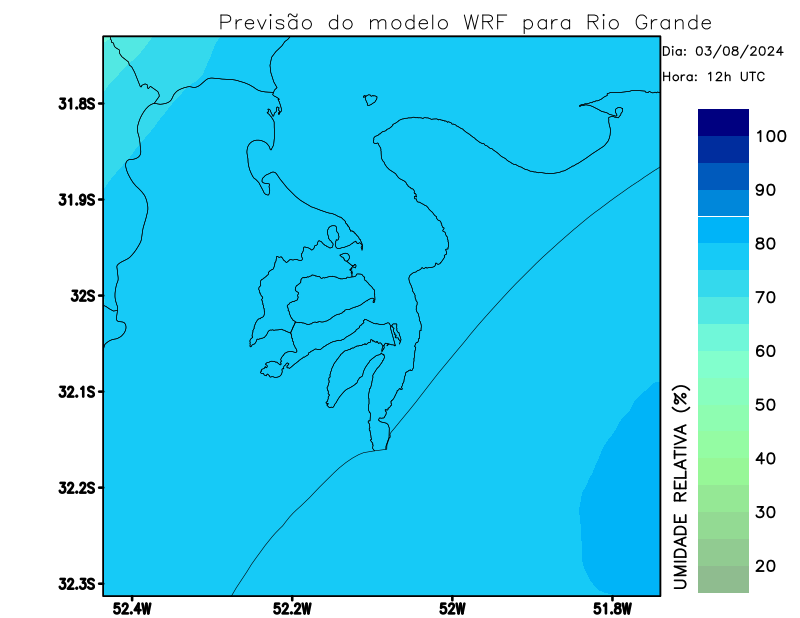 Previsão do modelo WRF para Rio Grande
Dia: 03/08/2024
Hora: 12h UTC
31.8S
31.9S
32S
32.1S
32.2S
32.3S
52.4W
52.2W
52W
51.8W
100
90
80
70
60
50
40
30
20
UMIDADE RELATIVA (%)